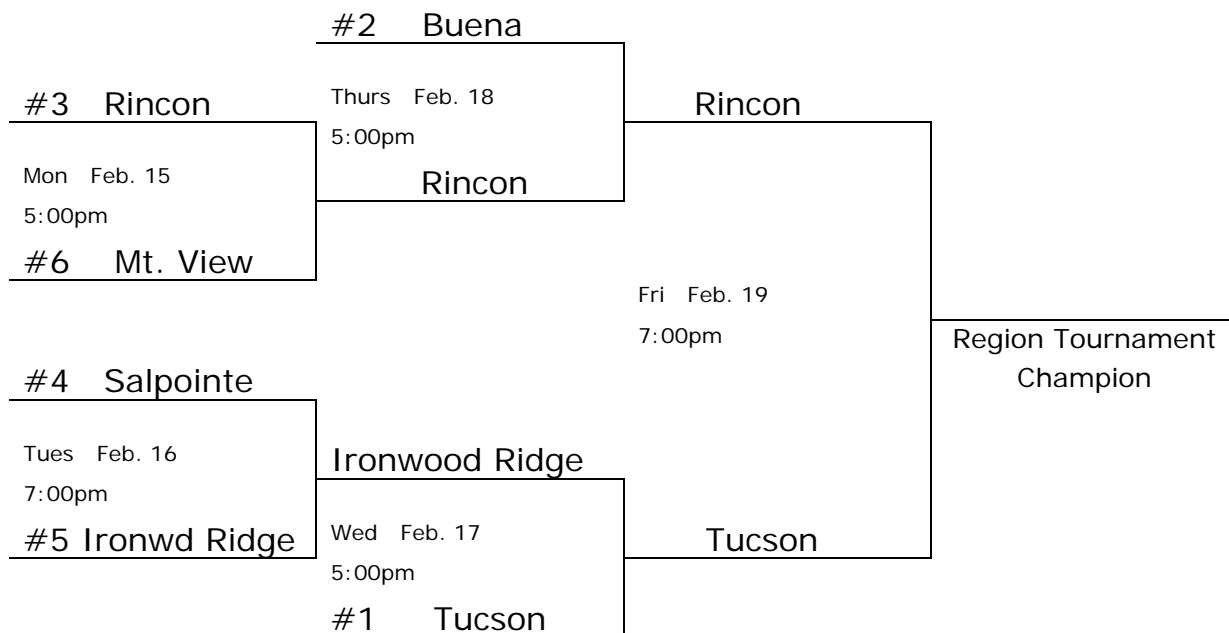 #2 Buena
#3 Rincon
Thurs Feb. 18
5:00pm
Rincon
Mon Feb. 15
5:00pm
Rincon
#6 Mt. View
Fri Feb. 19
7:00pm
Region Tournament
Champion
#4 Salpointe
Tues Feb. 16
7:00pm
Ironwood Ridge
#5 Ironwd Ridge
Wed Feb. 17
5:00pm
Tucson
#1 Tucson